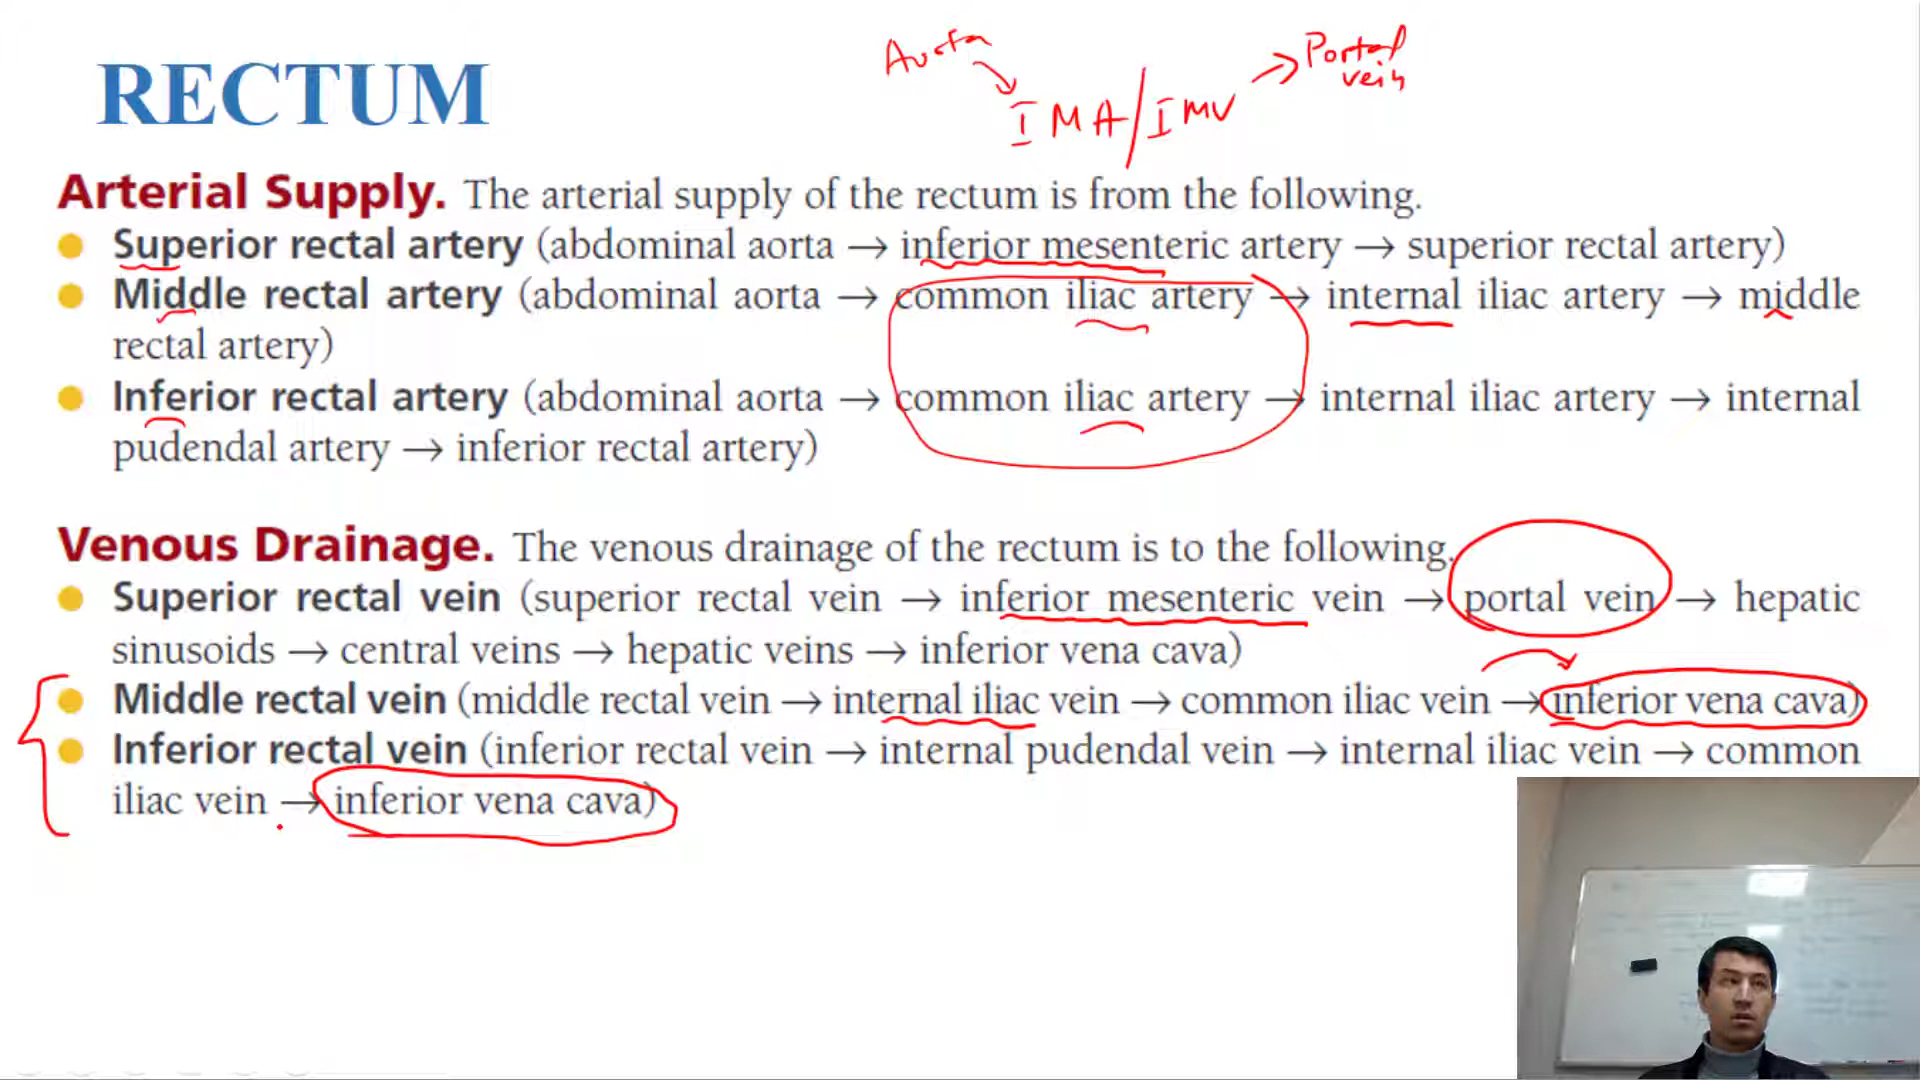 Aorta
Portal
vein
IMA/IMV
RECTUM
Arterial Supply. The arterial supply of the rectum is from the following.
Superior rectal artery (abdominal aorta → inferior mesenteric artery → superior rectal artery)
Middle rectal artery (abdominal aorta → common iliac artery → internal iliac artery → middle
rectal artery)
Inferior rectal artery (abdominal aorta → common iliac artery → internal iliac artery → internal
pudendal artery → inferior rectal artery)
Venous Drainage. The venous drainage of the rectum is to the following.
Superior rectal vein (superior rectal vein → inferior mesenteric vein → portal vein → hepatic
sinusoids → central veins → hepatic veins → inferior vena cava)
Middle rectal vein (middle rectal vein → internal iliac vein → common iliac vein → inferior vena cava)
Inferior rectal vein (inferior rectal vein → internal pudendal vein → internal iliac vein → common
iliac vein → inferior vena cava)